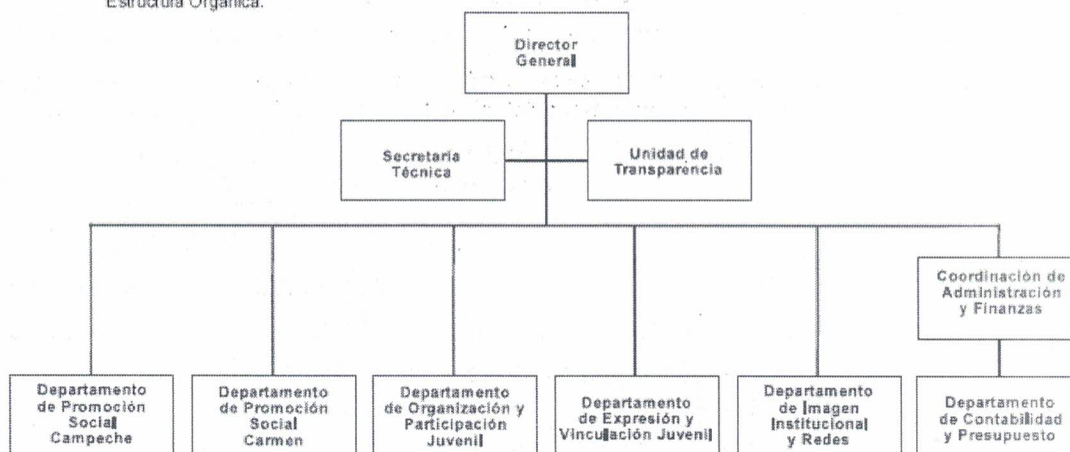 Estructura Orgánica.
Director
General
Secretaría
Técnica
Unidad de
Transparencia
Coordinación de
Administración
y Finanzas
Departamento
de Promoción
Social
Campeche
Departamento
de Promoción
Social
Carmen
Departamento
de Organización y
Participación
Juvenil
Departamento
de Expresión y
Vinculación Juvenil
Departamento
de Imagen
Institucional
y Redes
Departamento
de Contabilidad
y Presupuesto